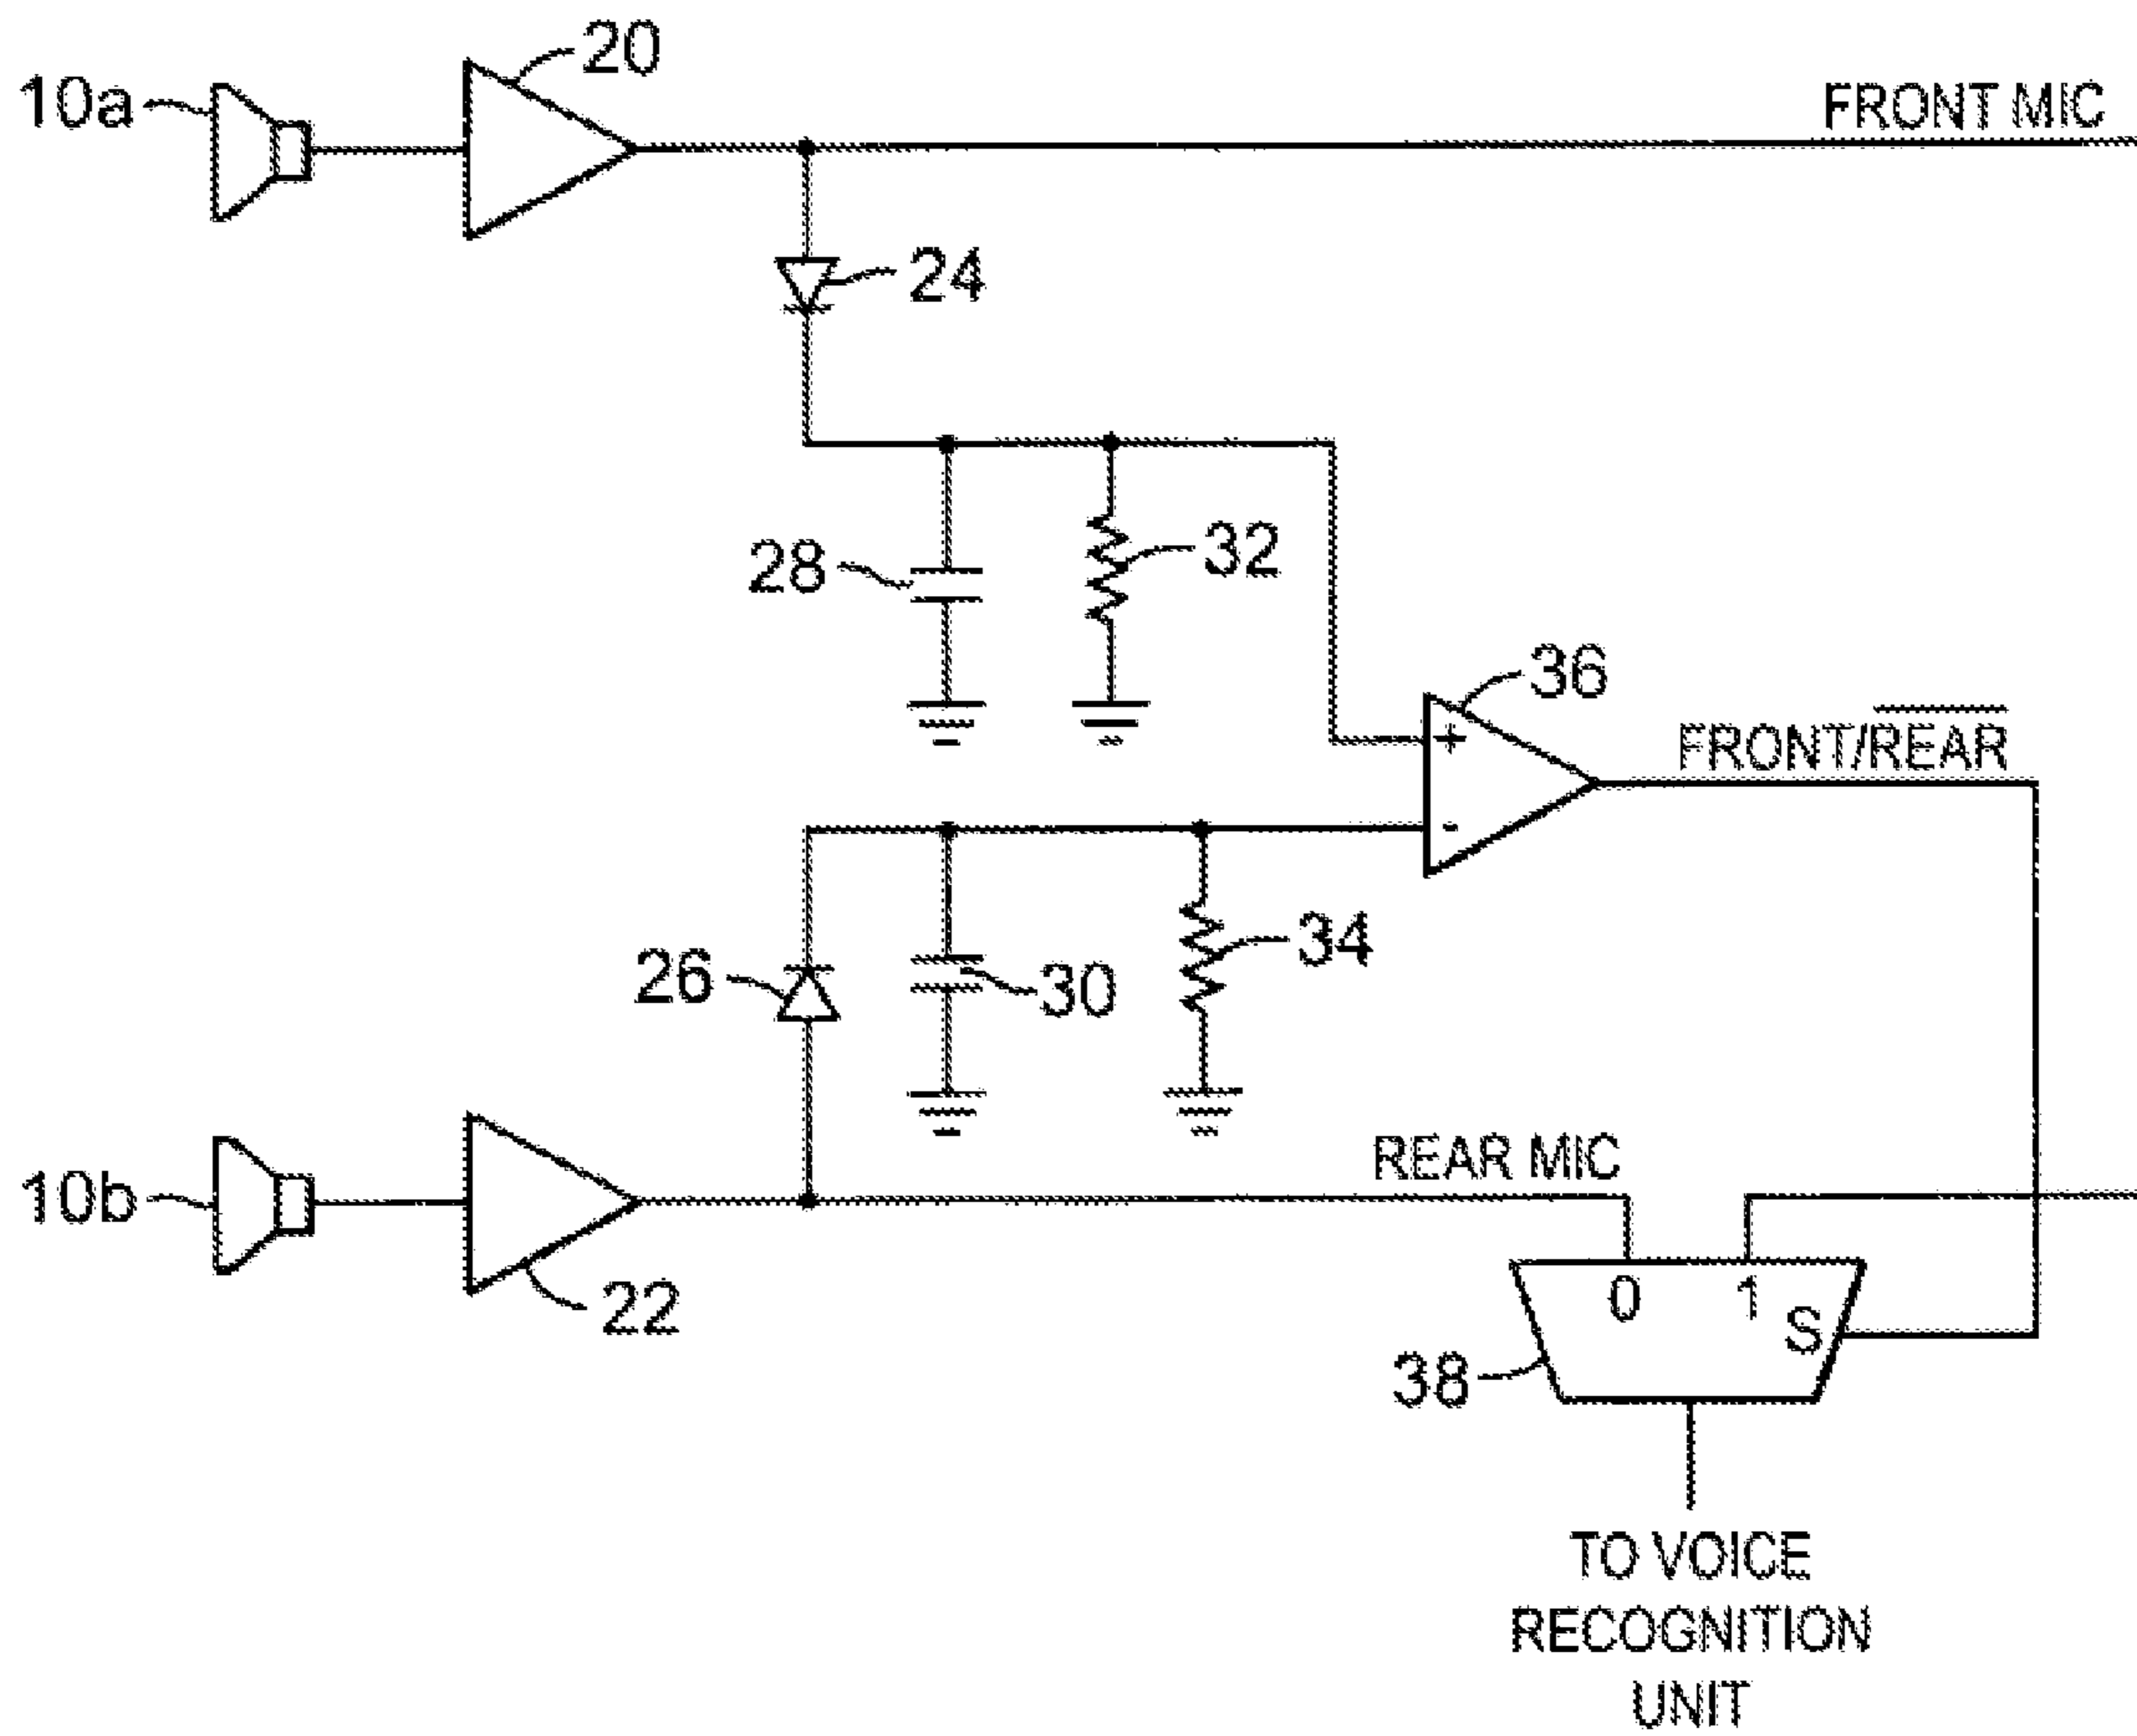 20
10a
FRONT MIC
24
28
32
36
+
FRONT/REAR
-
26
30
34
10b
REAR MIC
22
0
1
S
38
TO VOICE
RECOGNITION
UNIT